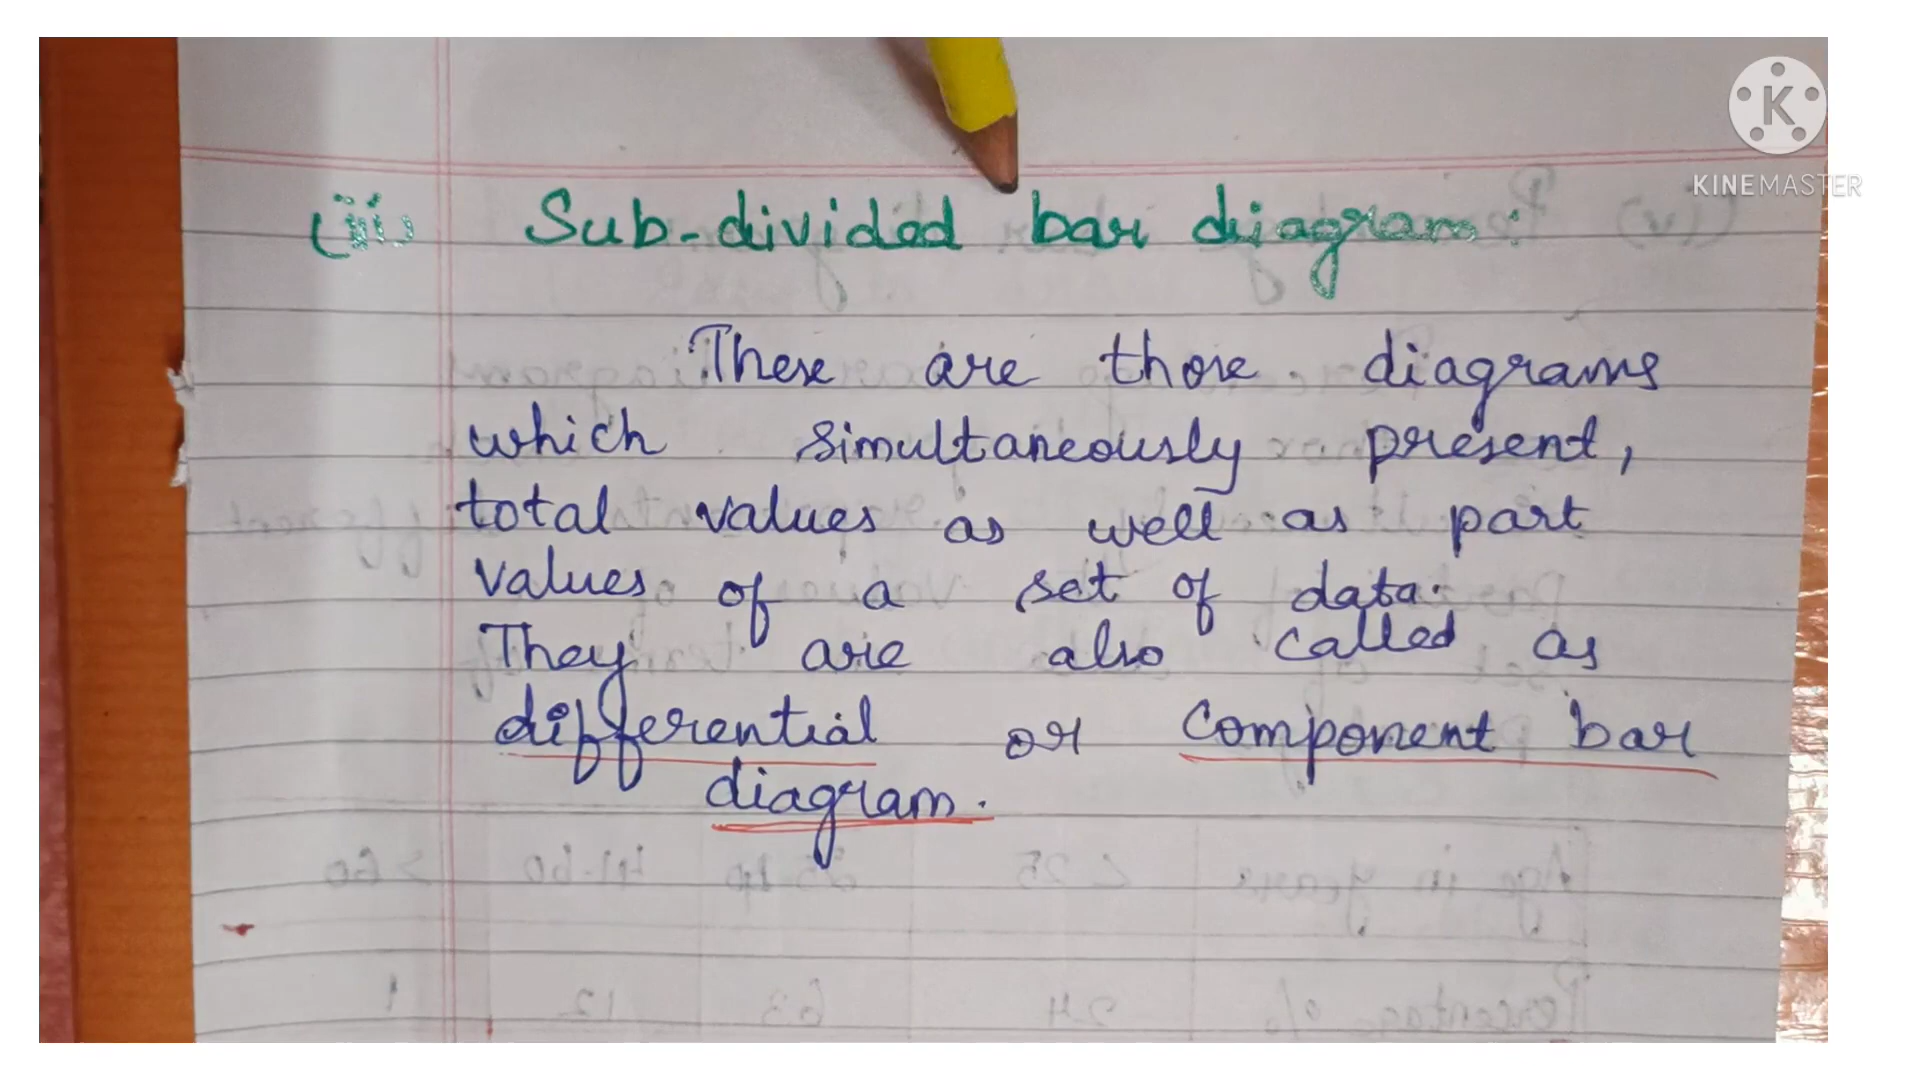 KINEMASTER
(iii) Sub-divided bar diagram:
These are those diagrams
which simultaneously present,
total values as well as part
values of a set of data.
They are also called as
differential or component bar
diagram.